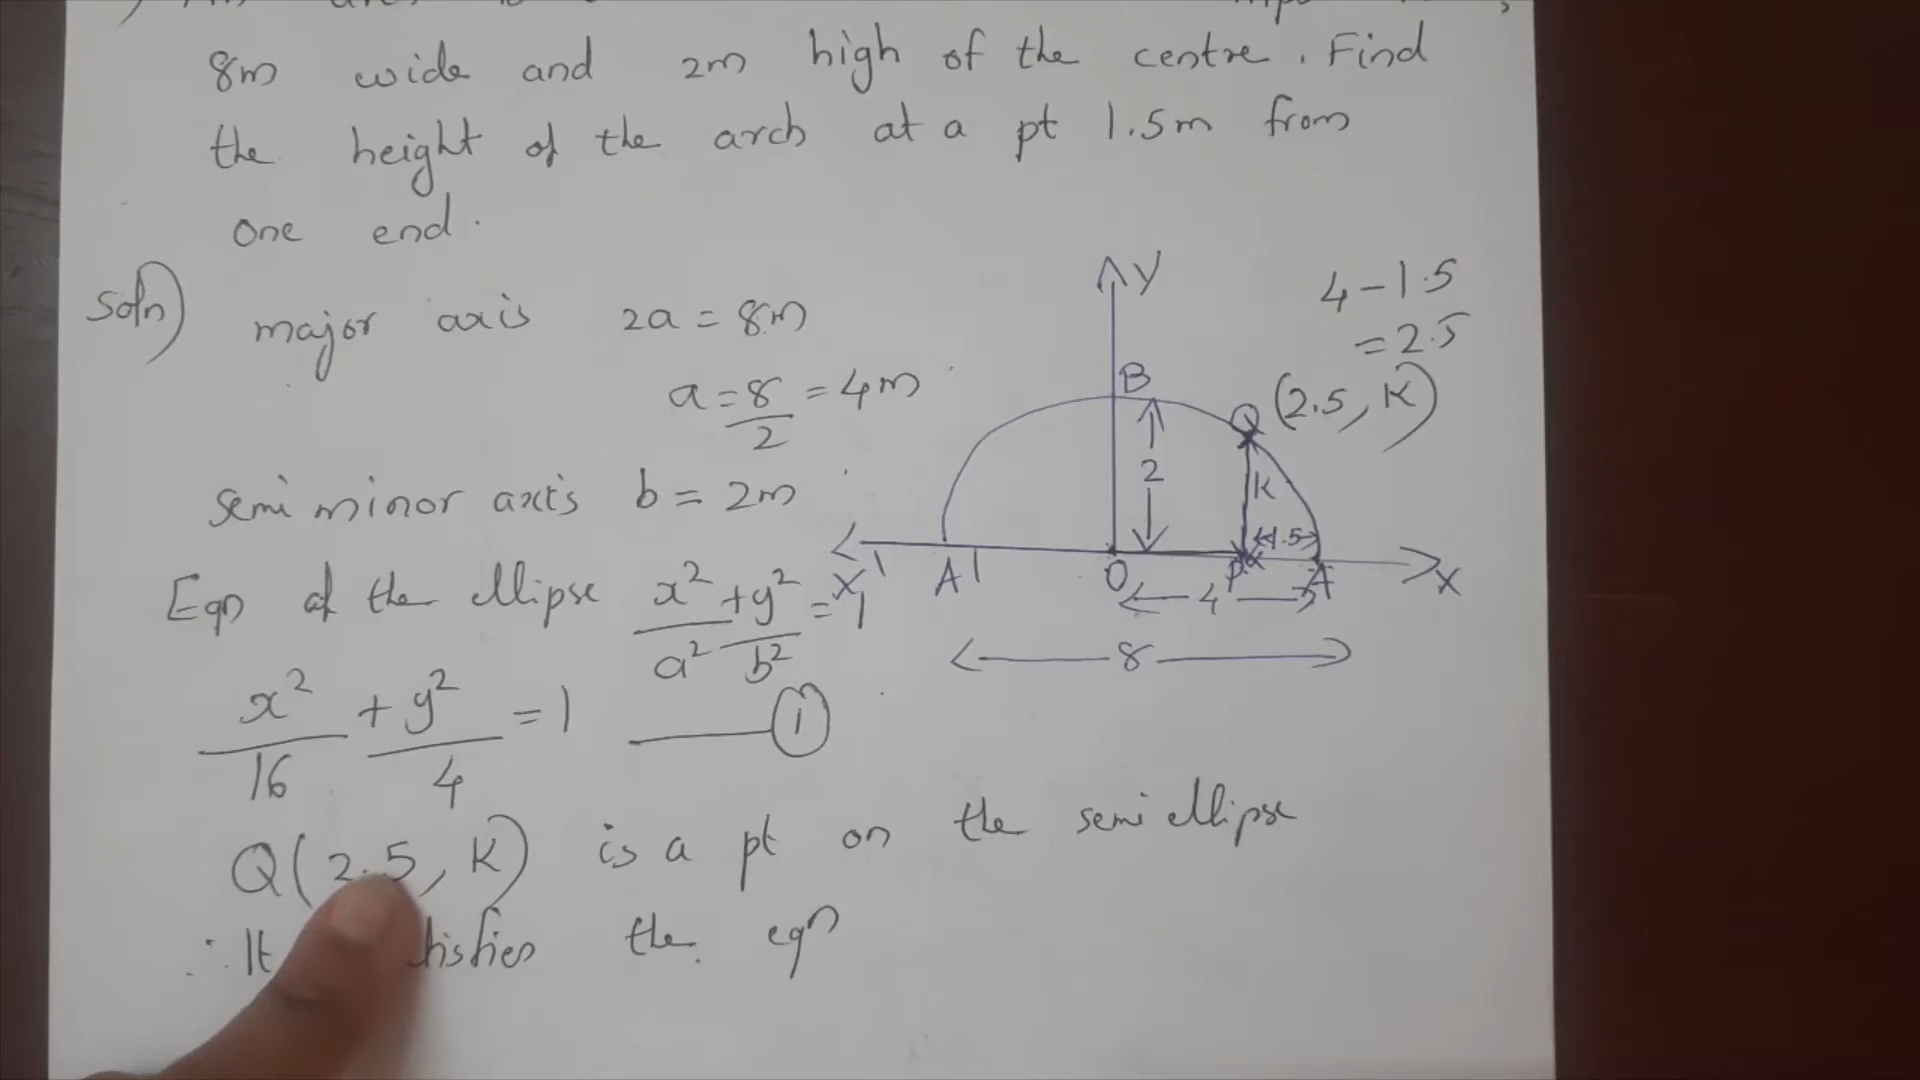 8m wide and 2m high of the centre. Find
the height of the arch at a pt 1.5m from
one end.
Soln) major axis 2a = 8m
a = 8/2 = 4m
semi minor axis b = 2m
Eqn of the ellipse x²/a² + y²/b² = 1
x²/16 + y²/4 = 1 ——— ①
Q(2.5, K) is a pt on the semi ellipse
∴ It the eqn
Y
4 - 1.5
= 2.5
B
Q (2.5, K)
2
K
1.5
X'
A'
O
P
A
X
4
8